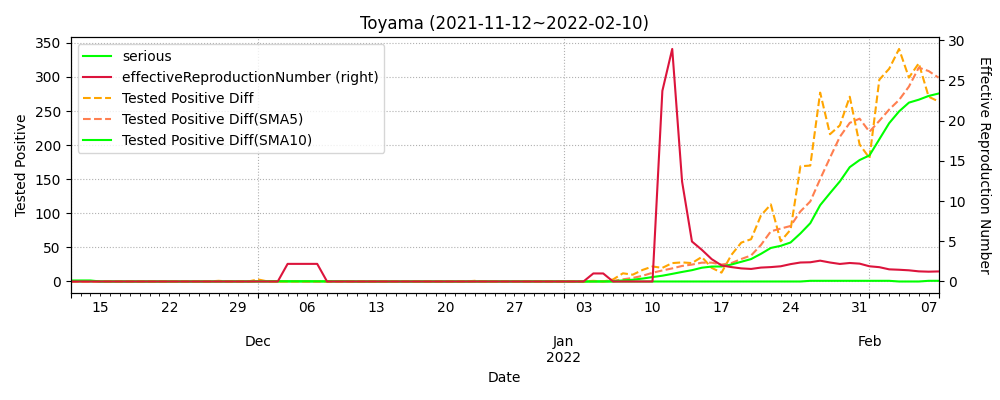 Toyama (2021-11-12~2022-02-10)
serious
effectiveReproductionNumber (right)
Tested Positive Diff
Tested Positive Diff(SMA5)
Tested Positive Diff(SMA10)
Tested Positive
350
300
250
200
150
100
50
0
Effective Reproduction Number
30
25
20
15
10
5
0
15 22 29 06 13 20 27 03 10 17 24 31 07
Dec Jan Feb
2022
Date